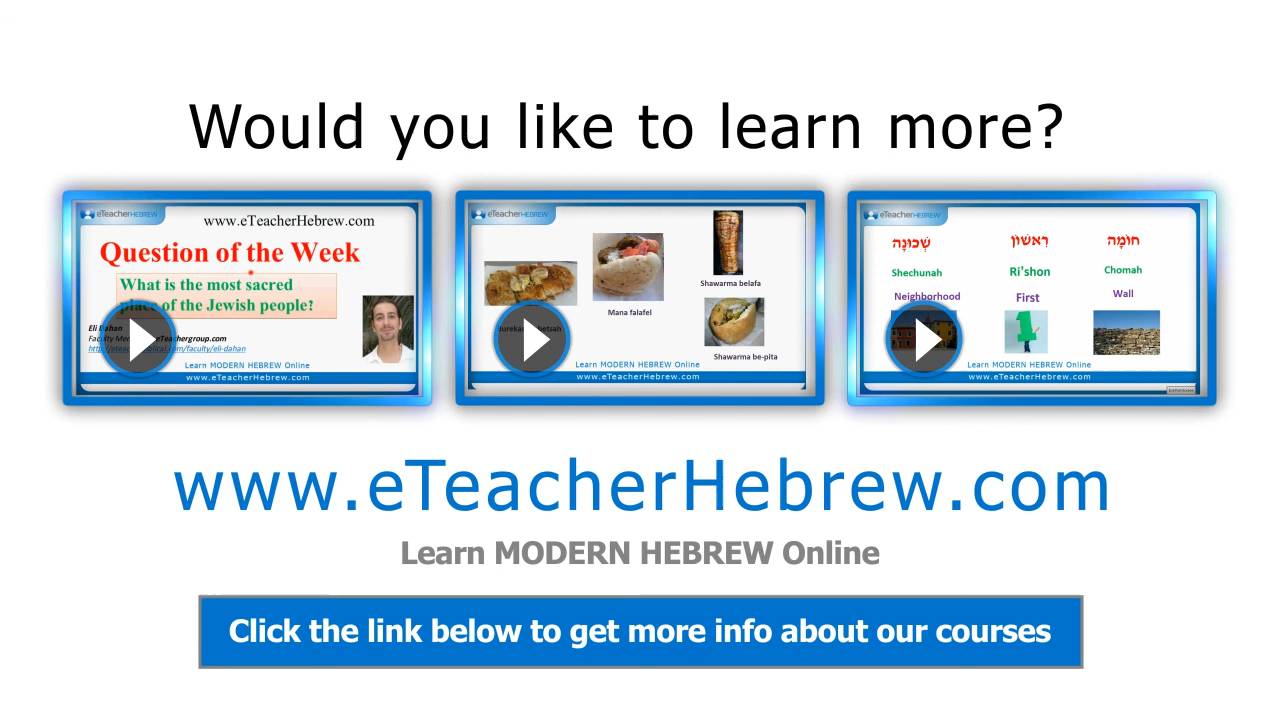 Would you like to learn more?
eTeacherHEBREW
www.eTeacherHebrew.com
Question of the Week
What is the most sacred
place of the Jewish people?
Eli Dahan
Learn MODERN HEBREW Online
www.eTeacherHebrew.com
eTeacherHEBREW
Shawarma belafa
Mana falafel
Shawarma be-pita
Learn MODERN HEBREW Online
www.eTeacherHebrew.com
eTeacherHEBREW
שְׁכוּנָה רִאשׁוֹן חוֹמָה
Shechunah Ri'shon Chomah
Neighborhood First Wall
Learn MODERN HEBREW Online
www.eTeacherHebrew.com
www.eTeacherHebrew.com
Learn MODERN HEBREW Online
Click the link below to get more info about our courses